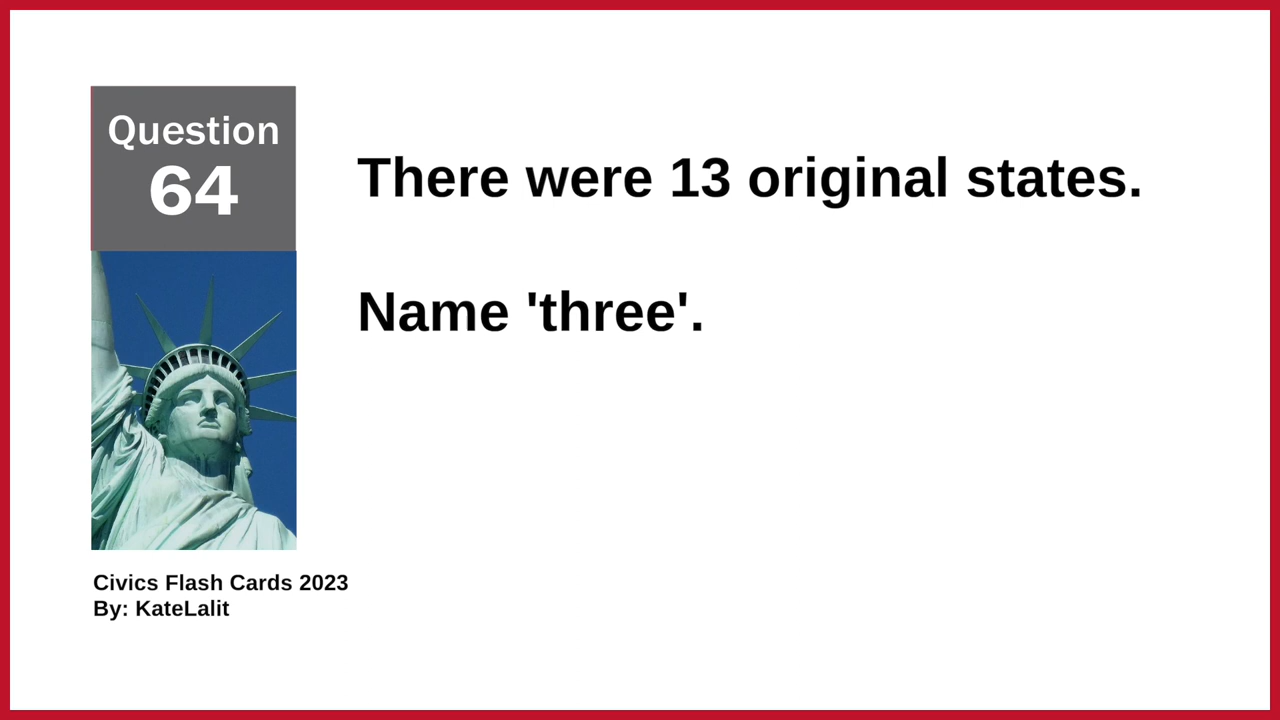 Question
64
There were 13 original states.
Name 'three'.
Civics Flash Cards 2023
By: KateLalit